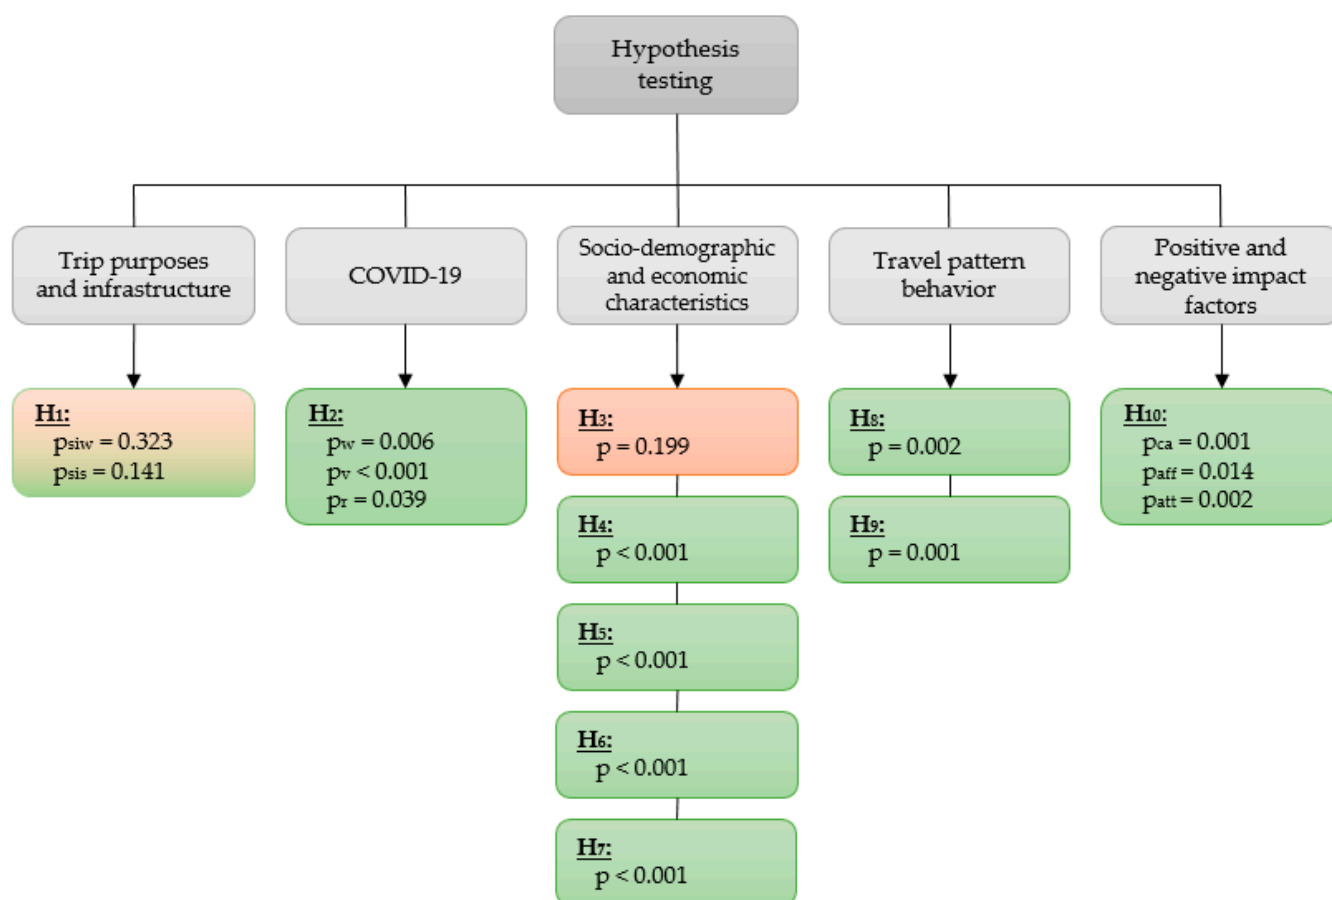 Hypothesis
testing
Trip purposes
and infrastructure
COVID-19
Socio-demographic
and economic
characteristics
Travel pattern
behavior
Positive and
negative impact
factors
H1:
psiw = 0.323
psis = 0.141
H2:
pw = 0.006
pv < 0.001
pr = 0.039
H3:
p = 0.199
H4:
p < 0.001
H5:
p < 0.001
H6:
p < 0.001
H7:
p < 0.001
H8:
p = 0.002
H9:
p = 0.001
H10:
pca = 0.001
paff = 0.014
patt = 0.002